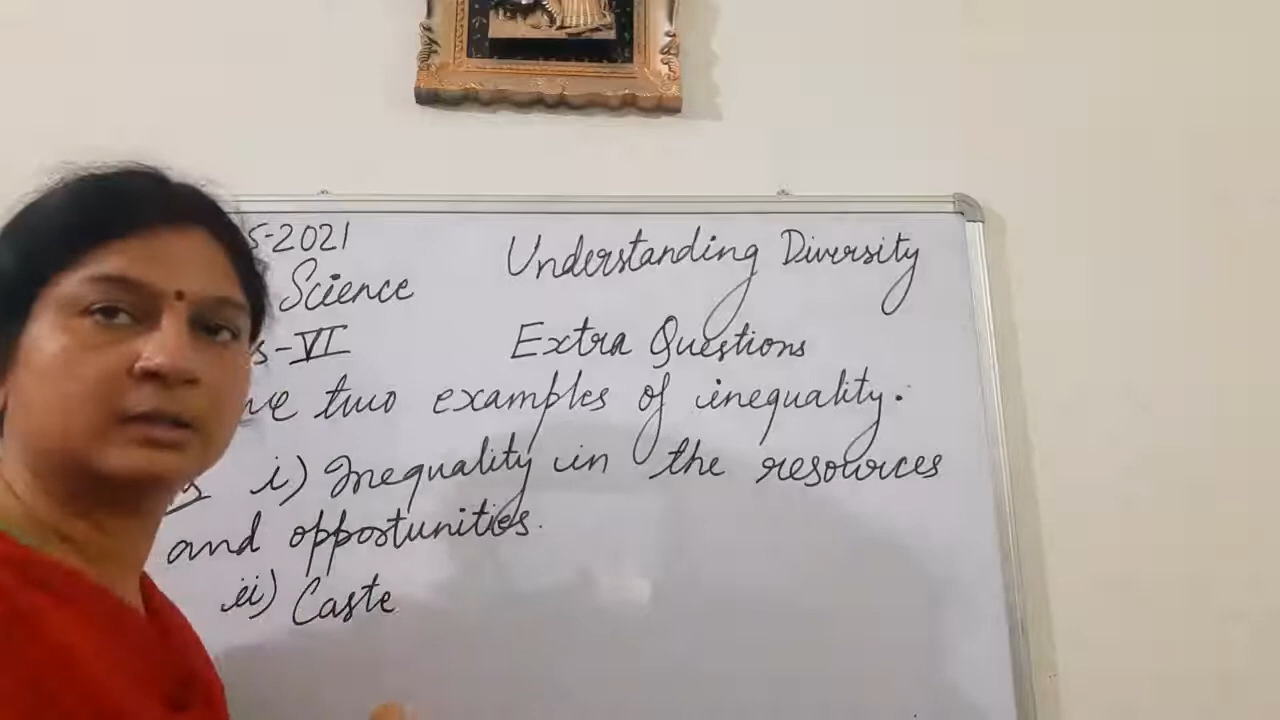 5-2021 Understanding Diversity
Science
-VI Extra Questions
two examples of inequality.
i) Inequality in the resources
and opportunities.
ii) Caste